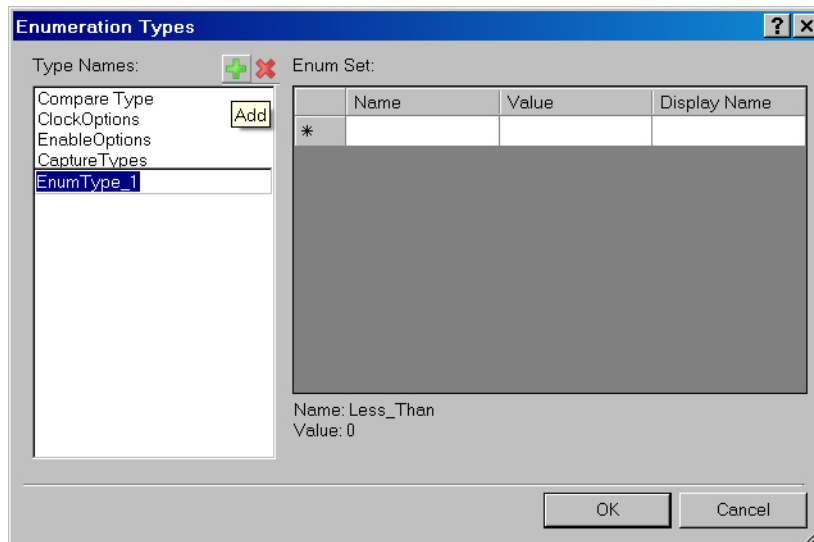 Enumeration Types
?
Type Names:
Enum Set:
Compare Type
ClockOptions
EnableOptions
CaptureTypes
EnumType_1
Add
Name Value Display Name
*
Name: Less_Than
Value: 0
OK
Cancel